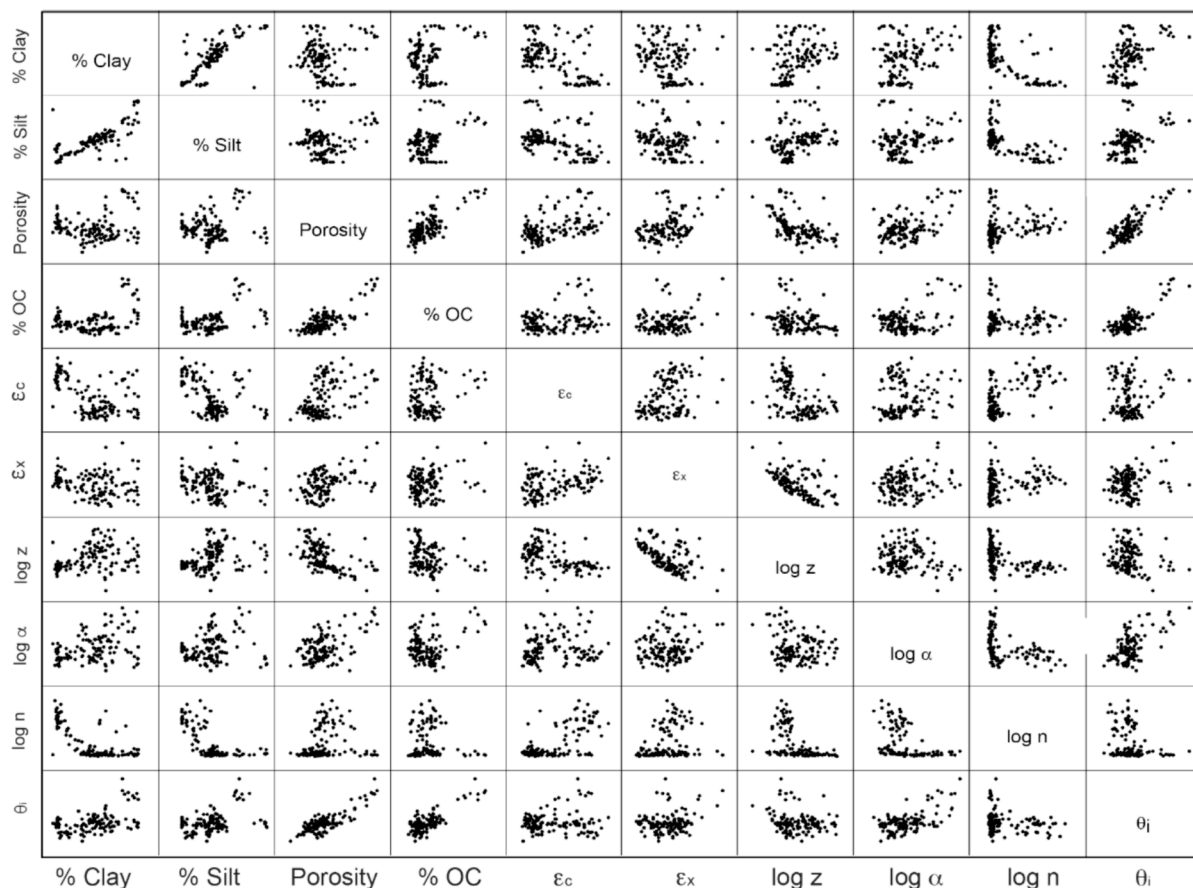 % Clay
% Clay
% Silt
% Silt
Porosity
Porosity
% OC
% OC
εc
εc
εx
εx
log z
log z
log α
log α
log n
log n
θi
θi
% Clay % Silt Porosity % OC εc εx log z log α log n θi